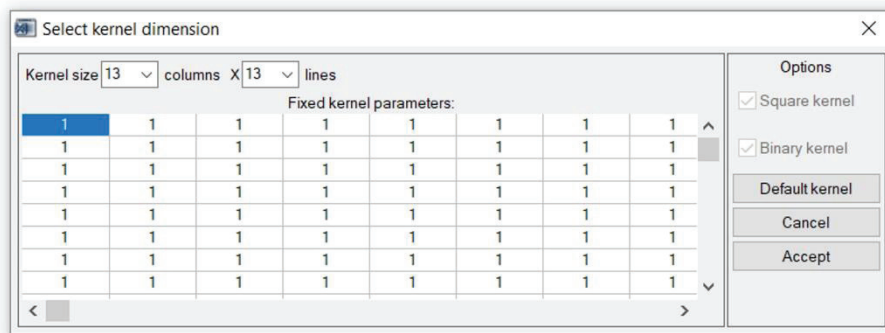 Select kernel dimension
Kernel size 13 columns X 13 lines
Fixed kernel parameters:
1 1 1 1 1 1 1 1
1 1 1 1 1 1 1 1
1 1 1 1 1 1 1 1
1 1 1 1 1 1 1 1
1 1 1 1 1 1 1 1
1 1 1 1 1 1 1 1
1 1 1 1 1 1 1 1
1 1 1 1 1 1 1 1
Options
Square kernel
Binary kernel
Default kernel
Cancel
Accept